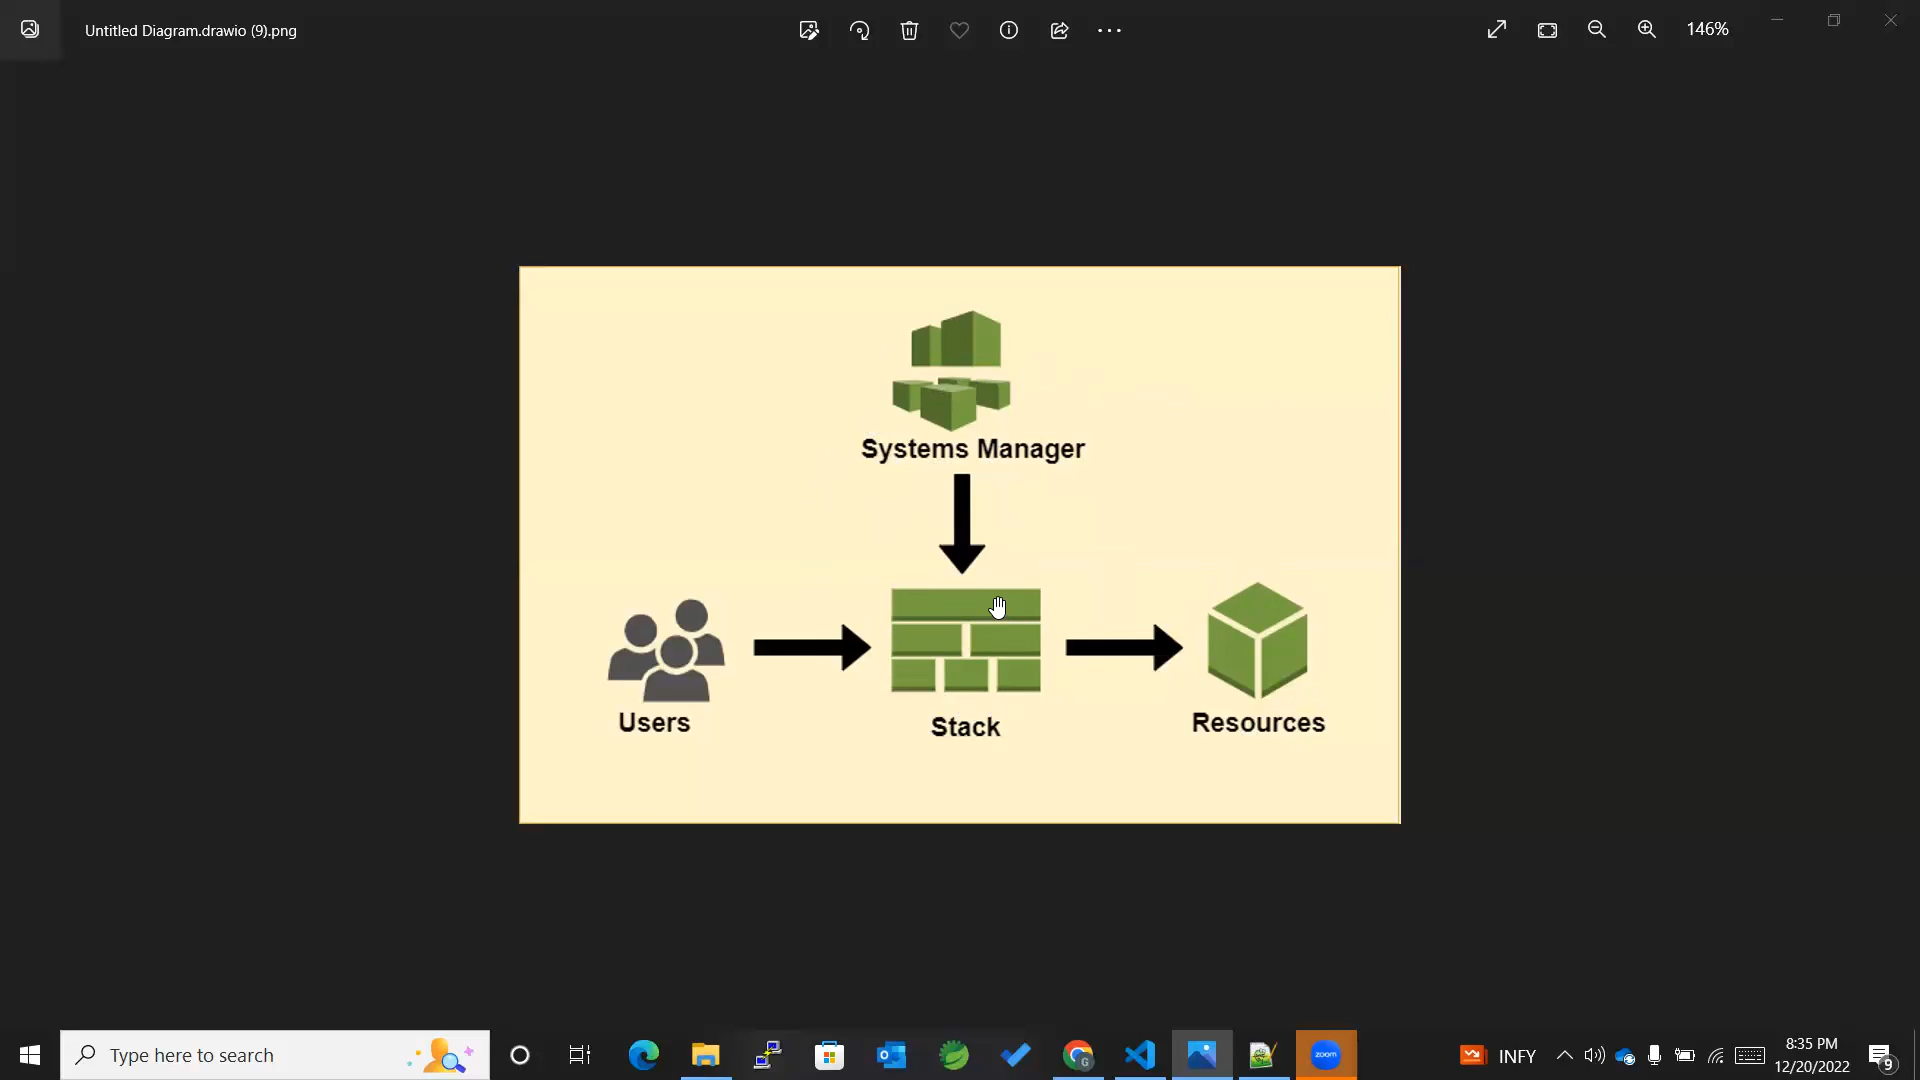 Untitled Diagram.drawio (9).png
146%
Systems Manager
Users
Stack
Resources
Type here to search
zoom
INFY
8:35 PM
12/20/2022
9